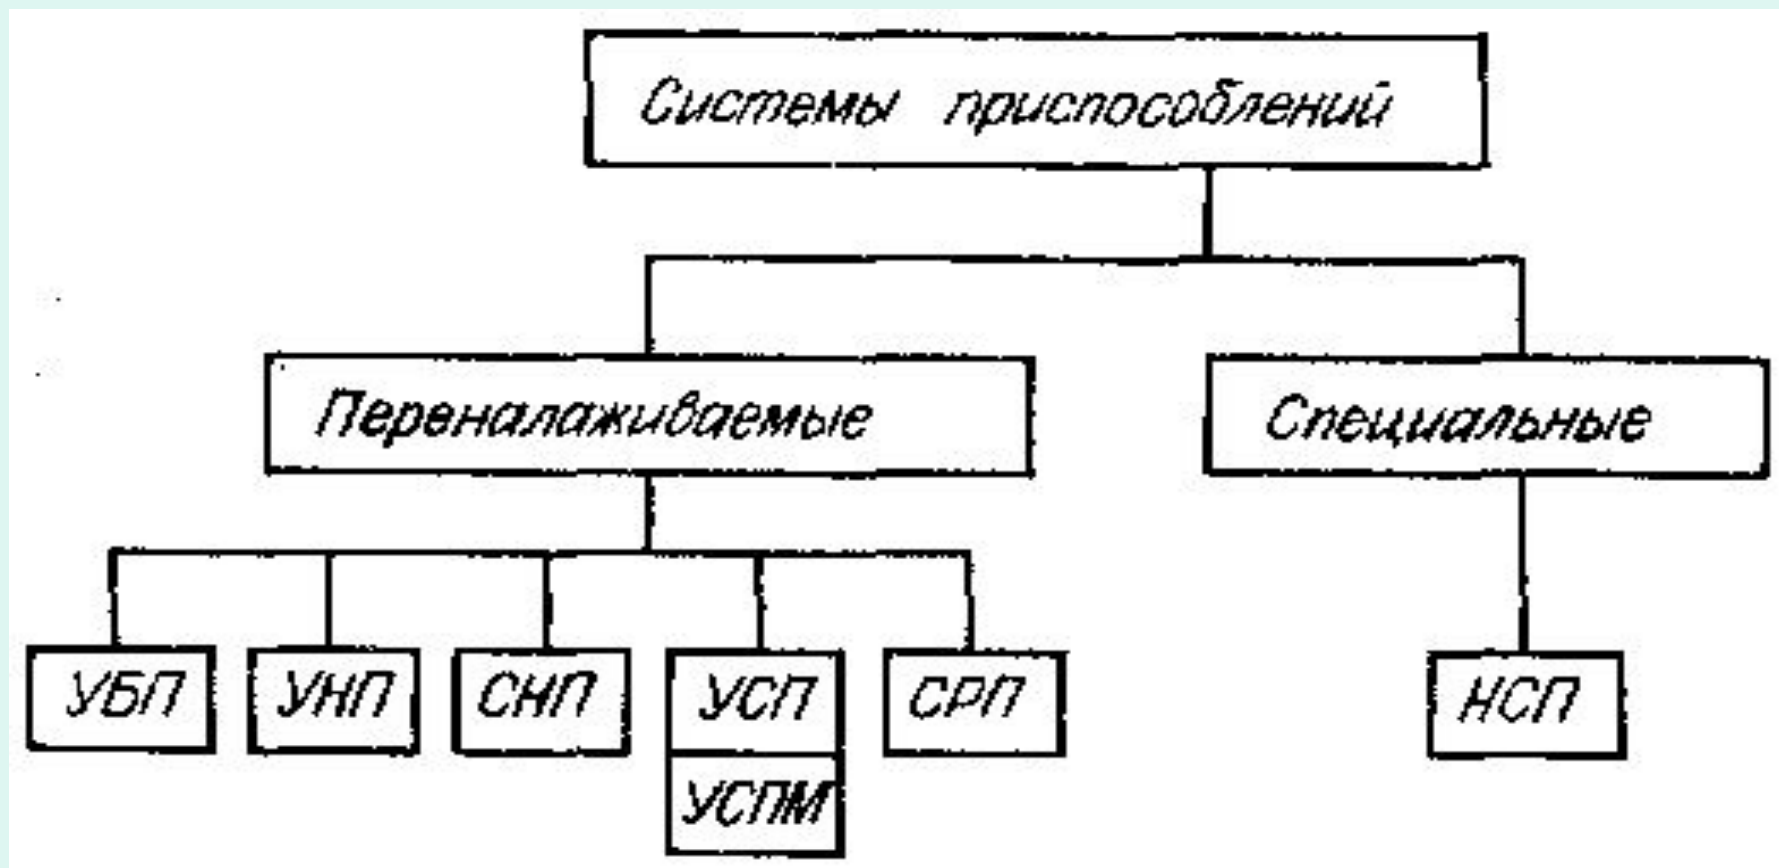 Системы приспособлений
Переналаживаемые
Специальные
УБП
УНП
СНП
УСП
СРП
НСП
УСПМ